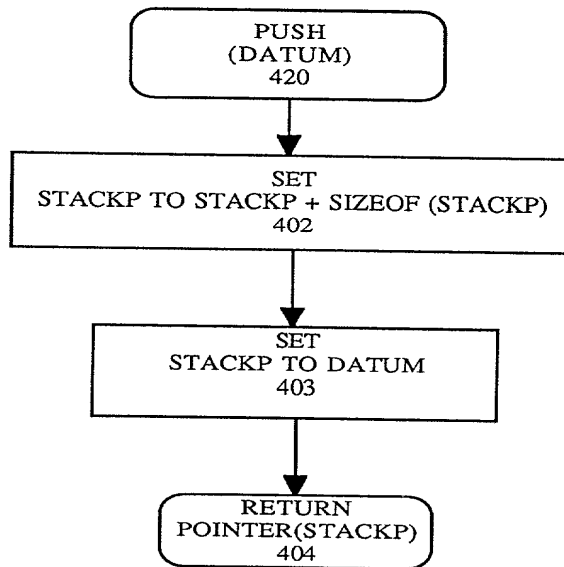 PUSH
(DATUM)
420
SET
STACKP TO STACKP + SIZEOF (STACKP)
402
SET
STACKP TO DATUM
403
RETURN
POINTER(STACKP)
404